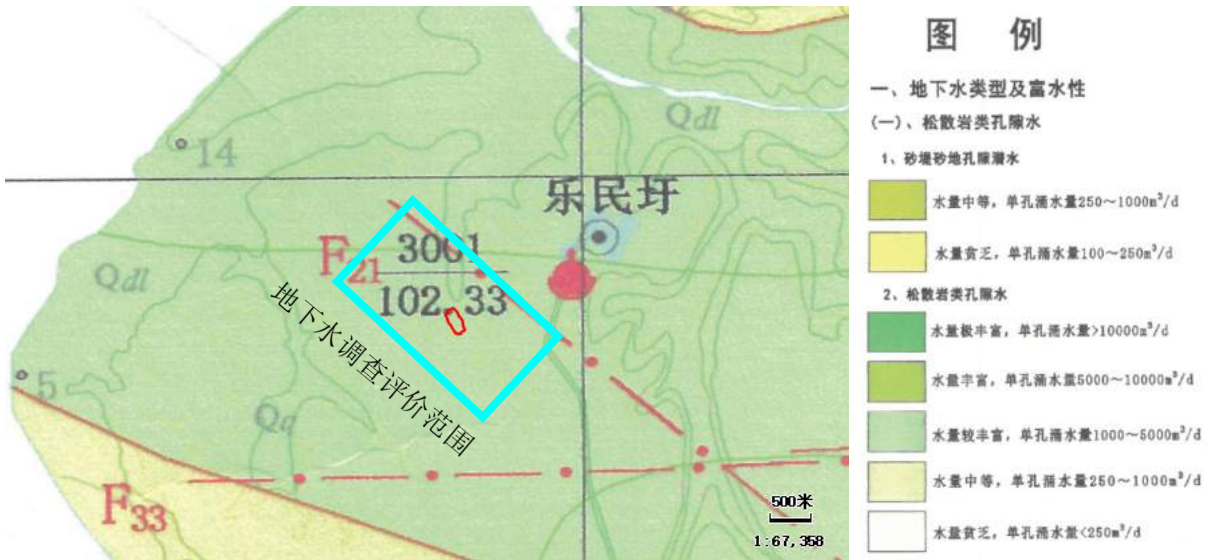 Qdl
14
乐民圩
F21
3061
102.33
Qdl
地下水调查评价范围
5
F33
500米
1:67,358
图 例
一、地下水类型及富水性
(一)、松散岩类孔隙水
1、砂堤砂地孔隙潜水
水量中等，单孔涌水量250～1000m³/d
水量贫乏，单孔涌水量100～250m³/d
2、松散岩类孔隙水
水量极丰富，单孔涌水量>10000m³/d
水量丰富，单孔涌水量5000～10000m³/d
水量较丰富，单孔涌水量1000～5000m³/d
水量中等，单孔涌水量250～1000m³/d
水量贫乏，单孔涌水量<250m³/d